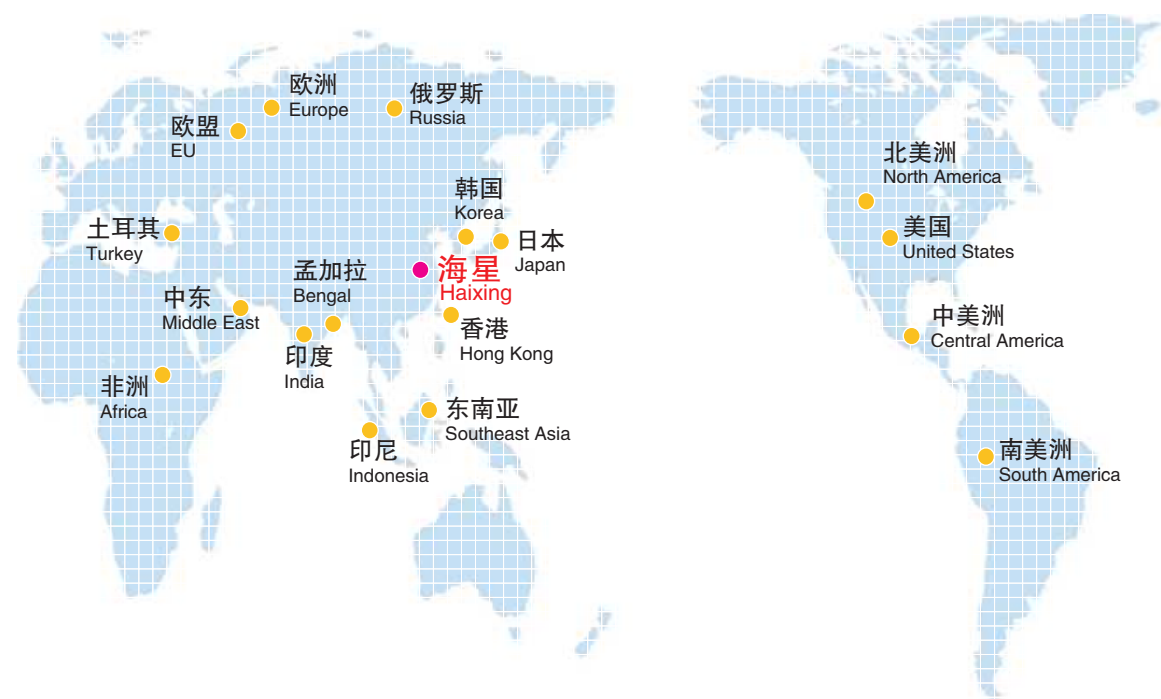 欧洲
Europe
俄罗斯
Russia
欧盟
EU
北美洲
North America
韩国
Korea
土耳其
Turkey
日本
Japan
美国
United States
海星
Haixing
孟加拉
Bengal
中东
Middle East
香港
Hong Kong
中美洲
Central America
印度
India
非洲
Africa
东南亚
Southeast Asia
印尼
Indonesia
南美洲
South America